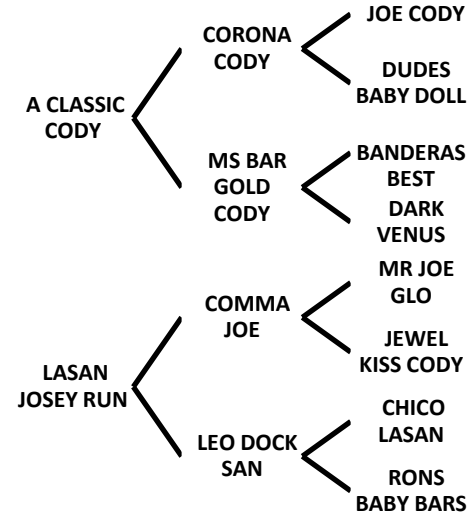 JOE CODY
CORONA
CODY
DUDES
BABY DOLL
A CLASSIC
CODY
MS BAR
GOLD
CODY
BANDERAS
BEST
DARK
VENUS
MR JOE
GLO
COMMA
JOE
JEWEL
KISS CODY
LASAN
JOSEY RUN
CHICO
LASAN
LEO DOCK
SAN
RONS
BABY BARS